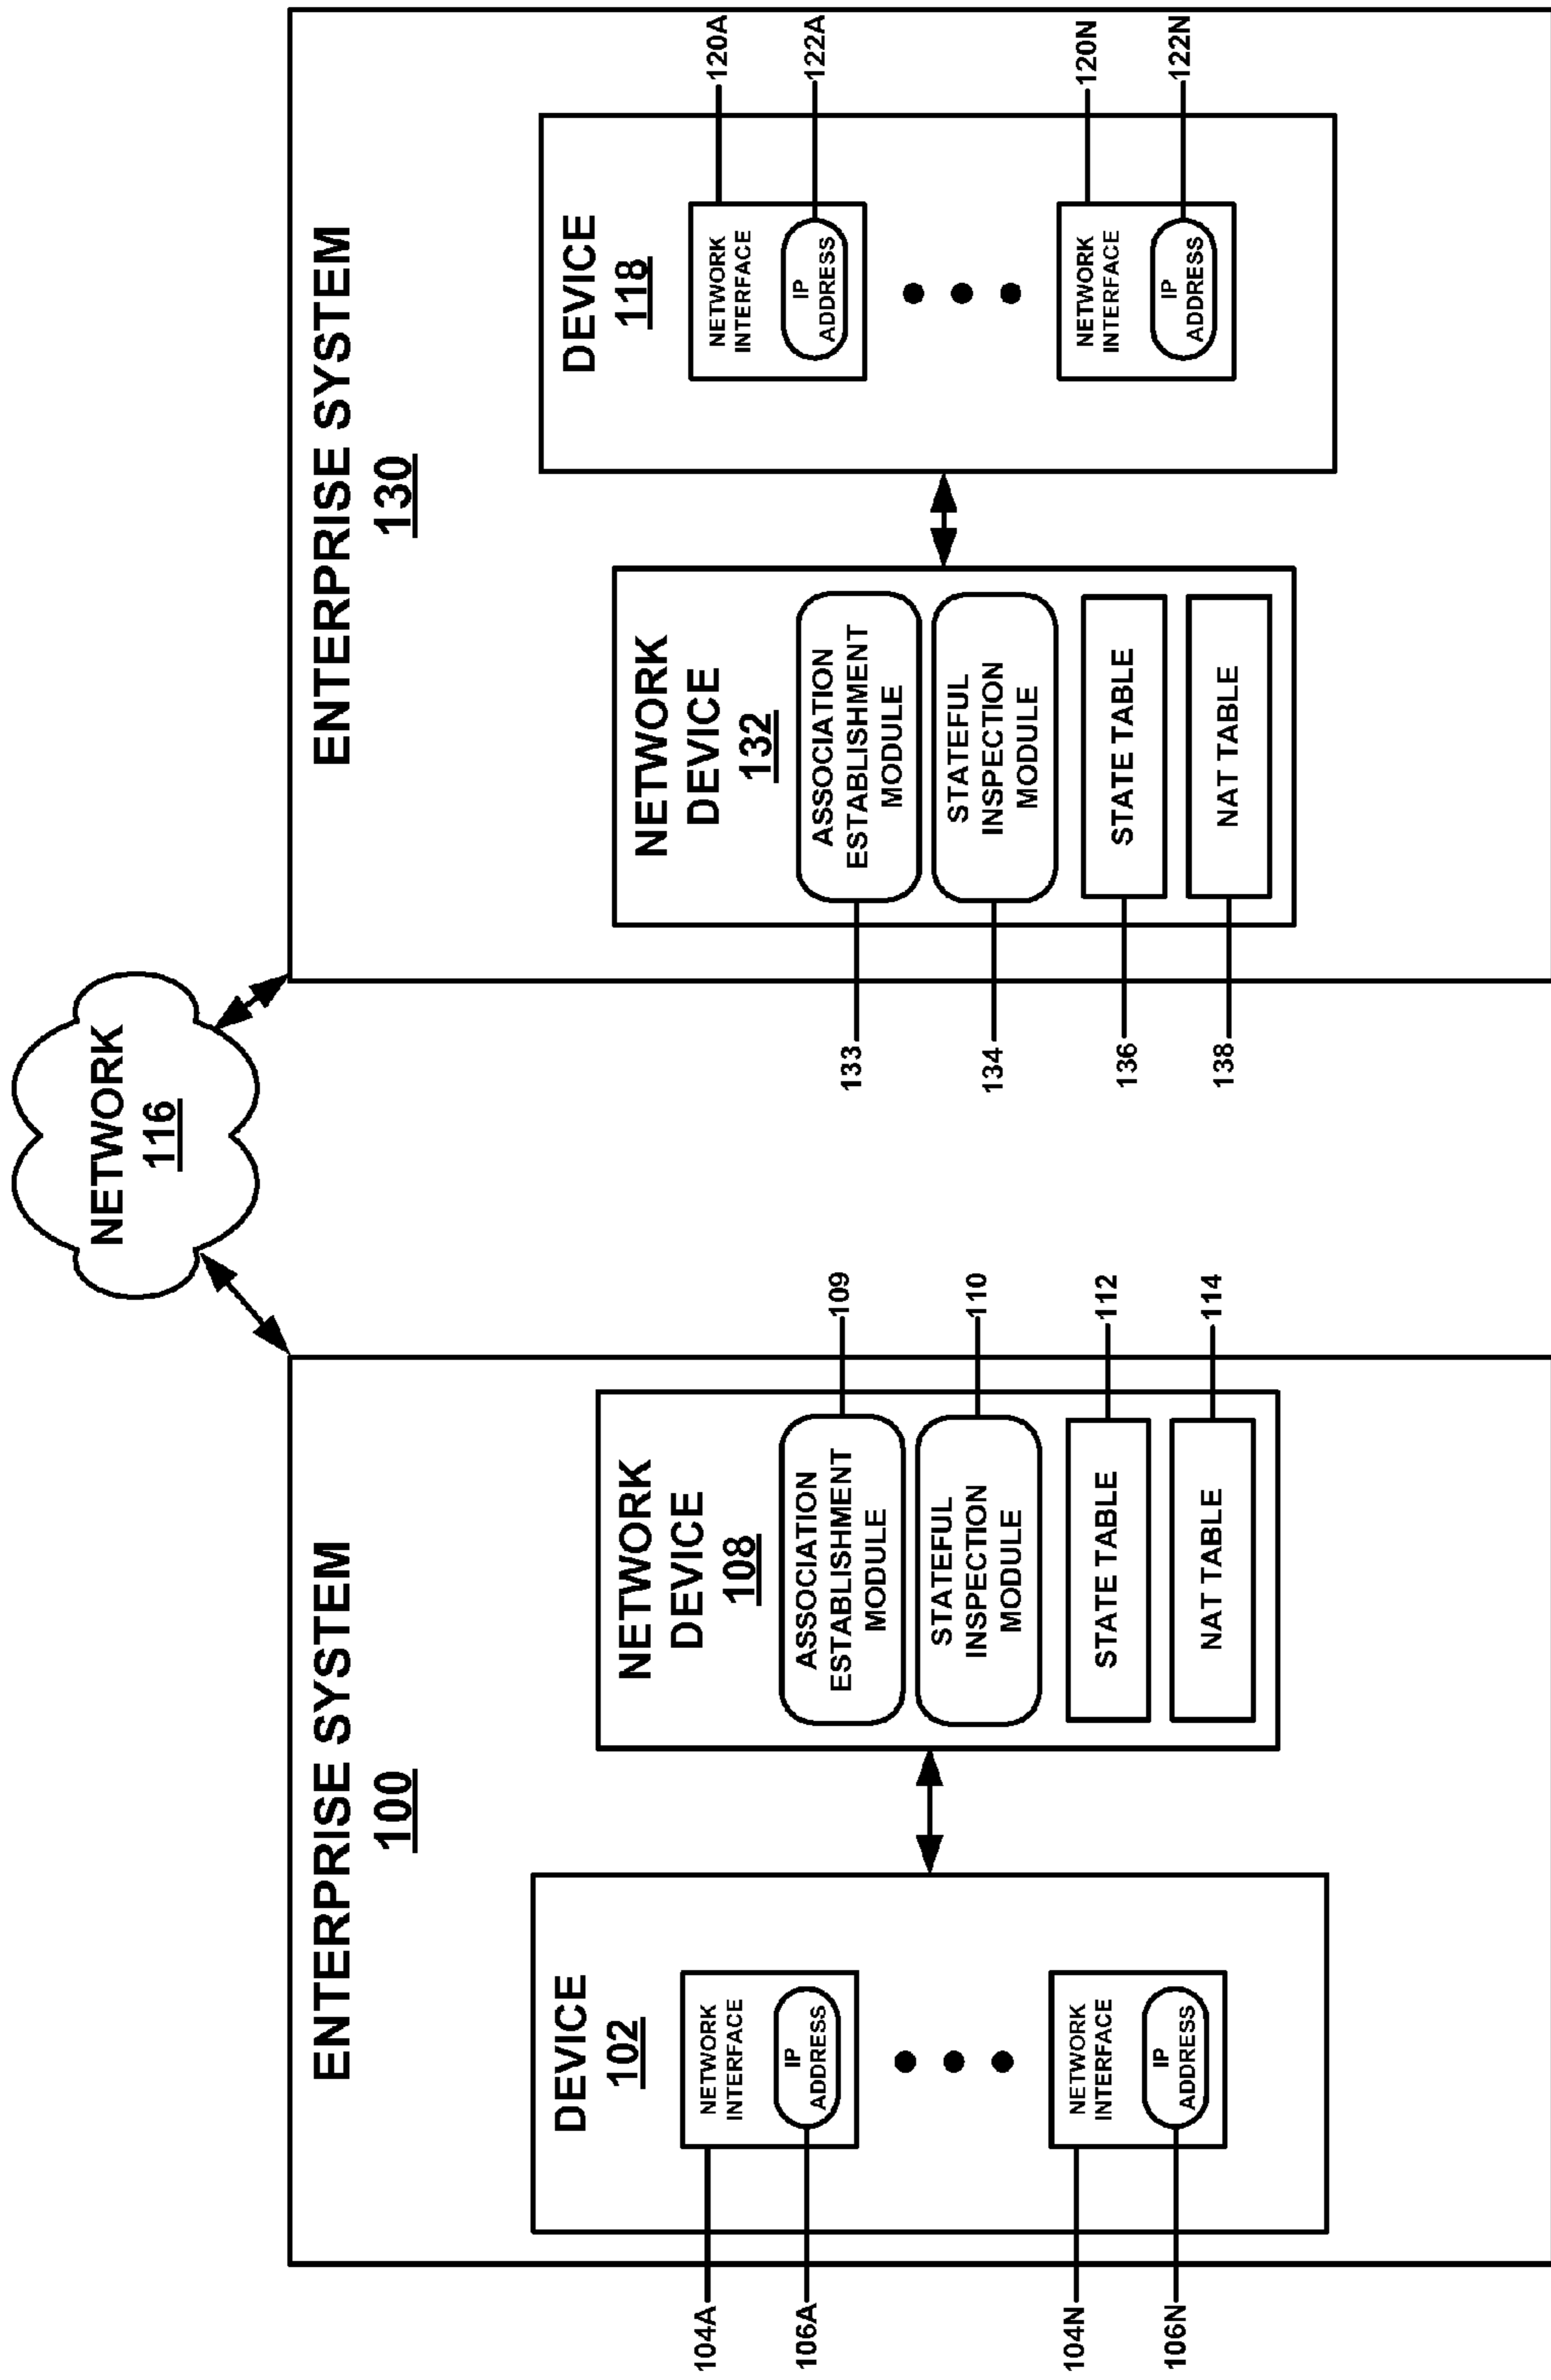 NETWORK
116
ENTERPRISE SYSTEM
100
DEVICE
102
NETWORK
INTERFACE
IP
ADDRESS
NETWORK
INTERFACE
IP
ADDRESS
104A
106A
104N
106N
NETWORK
DEVICE
108
ASSOCIATION
ESTABLISHMENT
MODULE
STATEFUL
INSPECTION
MODULE
STATE TABLE
NAT TABLE
109
110
112
114
ENTERPRISE SYSTEM
130
NETWORK
DEVICE
132
ASSOCIATION
ESTABLISHMENT
MODULE
STATEFUL
INSPECTION
MODULE
STATE TABLE
NAT TABLE
133
134
136
138
DEVICE
118
NETWORK
INTERFACE
IP
ADDRESS
NETWORK
INTERFACE
IP
ADDRESS
120A
122A
120N
122N